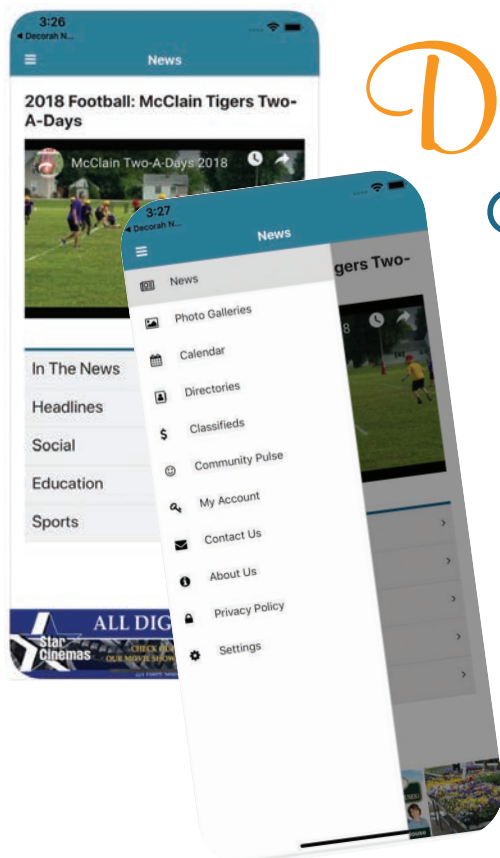 3:26
Decorah N...
News
2018 Football: McClain Tigers Two-
A-Days
McClain Two-A-Days 2018
In The News
Headlines
Social
Education
Sports
ALL DIG
Star
Cinemas
D
3:27
Decorah N...
News
gers Two-
8
News
Photo Galleries
Calendar
Directories
Classifieds
Community Pulse
My Account
Contact Us
About Us
Privacy Policy
Settings